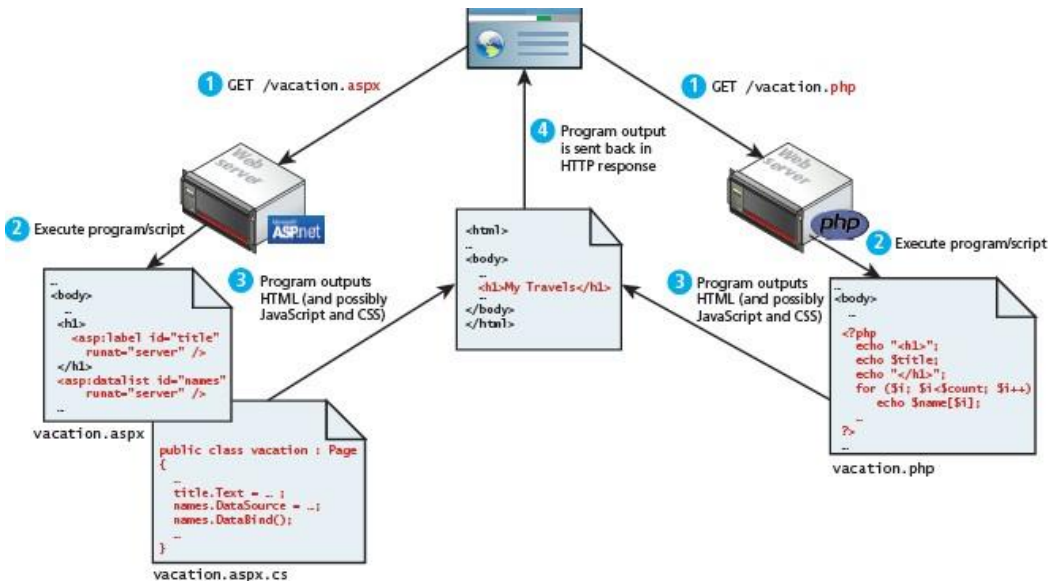 1 GET /vacation.aspx
1 GET /vacation.php
4 Program output
is sent back in
HTTP response
Web
server
Microsoft
ASP.net
Web
server
php
2 Execute program/script
2 Execute program/script
3 Program outputs
HTML (and possibly
JavaScript and CSS)
3 Program outputs
HTML (and possibly
JavaScript and CSS)
<html>
…
<body>
…
<h1>My Travels</h1>
…
</body>
</html>
…
<body>
…
<h1>
<asp:label id="title"
runat="server" />
</h1>
<asp:datalist id="names"
runat="server" />
…
vacation.aspx
public class vacation : Page
{
…
title.Text = … ;
names.DataSource = …;
names.DataBind();
…
}
vacation.aspx.cs
…
<body>
…
<?php
echo "<h1>";
echo $title;
echo "</h1>";
for ($i; $i<$count; $i++)
echo $name[$i];
…
?>
…
vacation.php